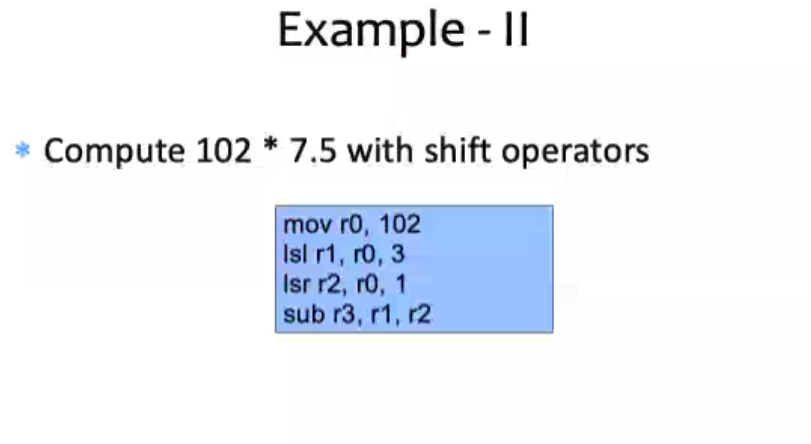 Example - II
* Compute 102 * 7.5 with shift operators
mov r0, 102
lsl r1, r0, 3
lsr r2, r0, 1
sub r3, r1, r2